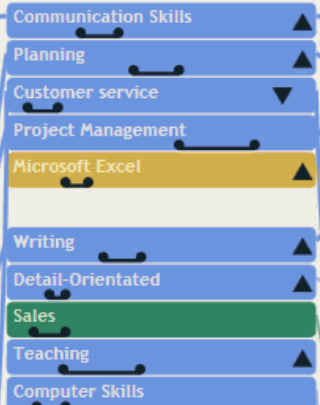 Communication Skills
Planning
Customer service
Project Management
Microsoft Excel
Writing
Detail-Orientated
Sales
Teaching
Computer Skills